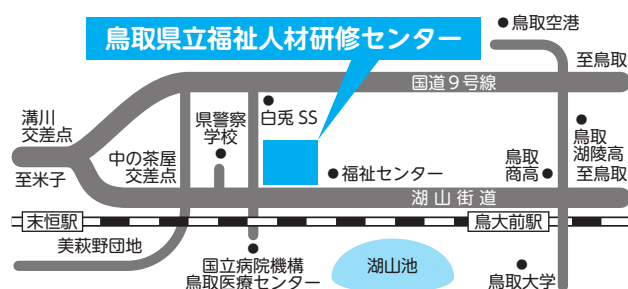 鳥取空港
鳥取県立福祉人材研修センター
至鳥取
国道9号線
溝川
交差点
白兎 SS
県警察
学校
鳥取
湖陵高
中の茶屋
交差点
福祉センター
鳥取
商高
至鳥取
至米子
湖山街道
末恒駅
鳥大前駅
美萩野団地
国立病院機構
鳥取医療センター
湖山池
鳥取大学